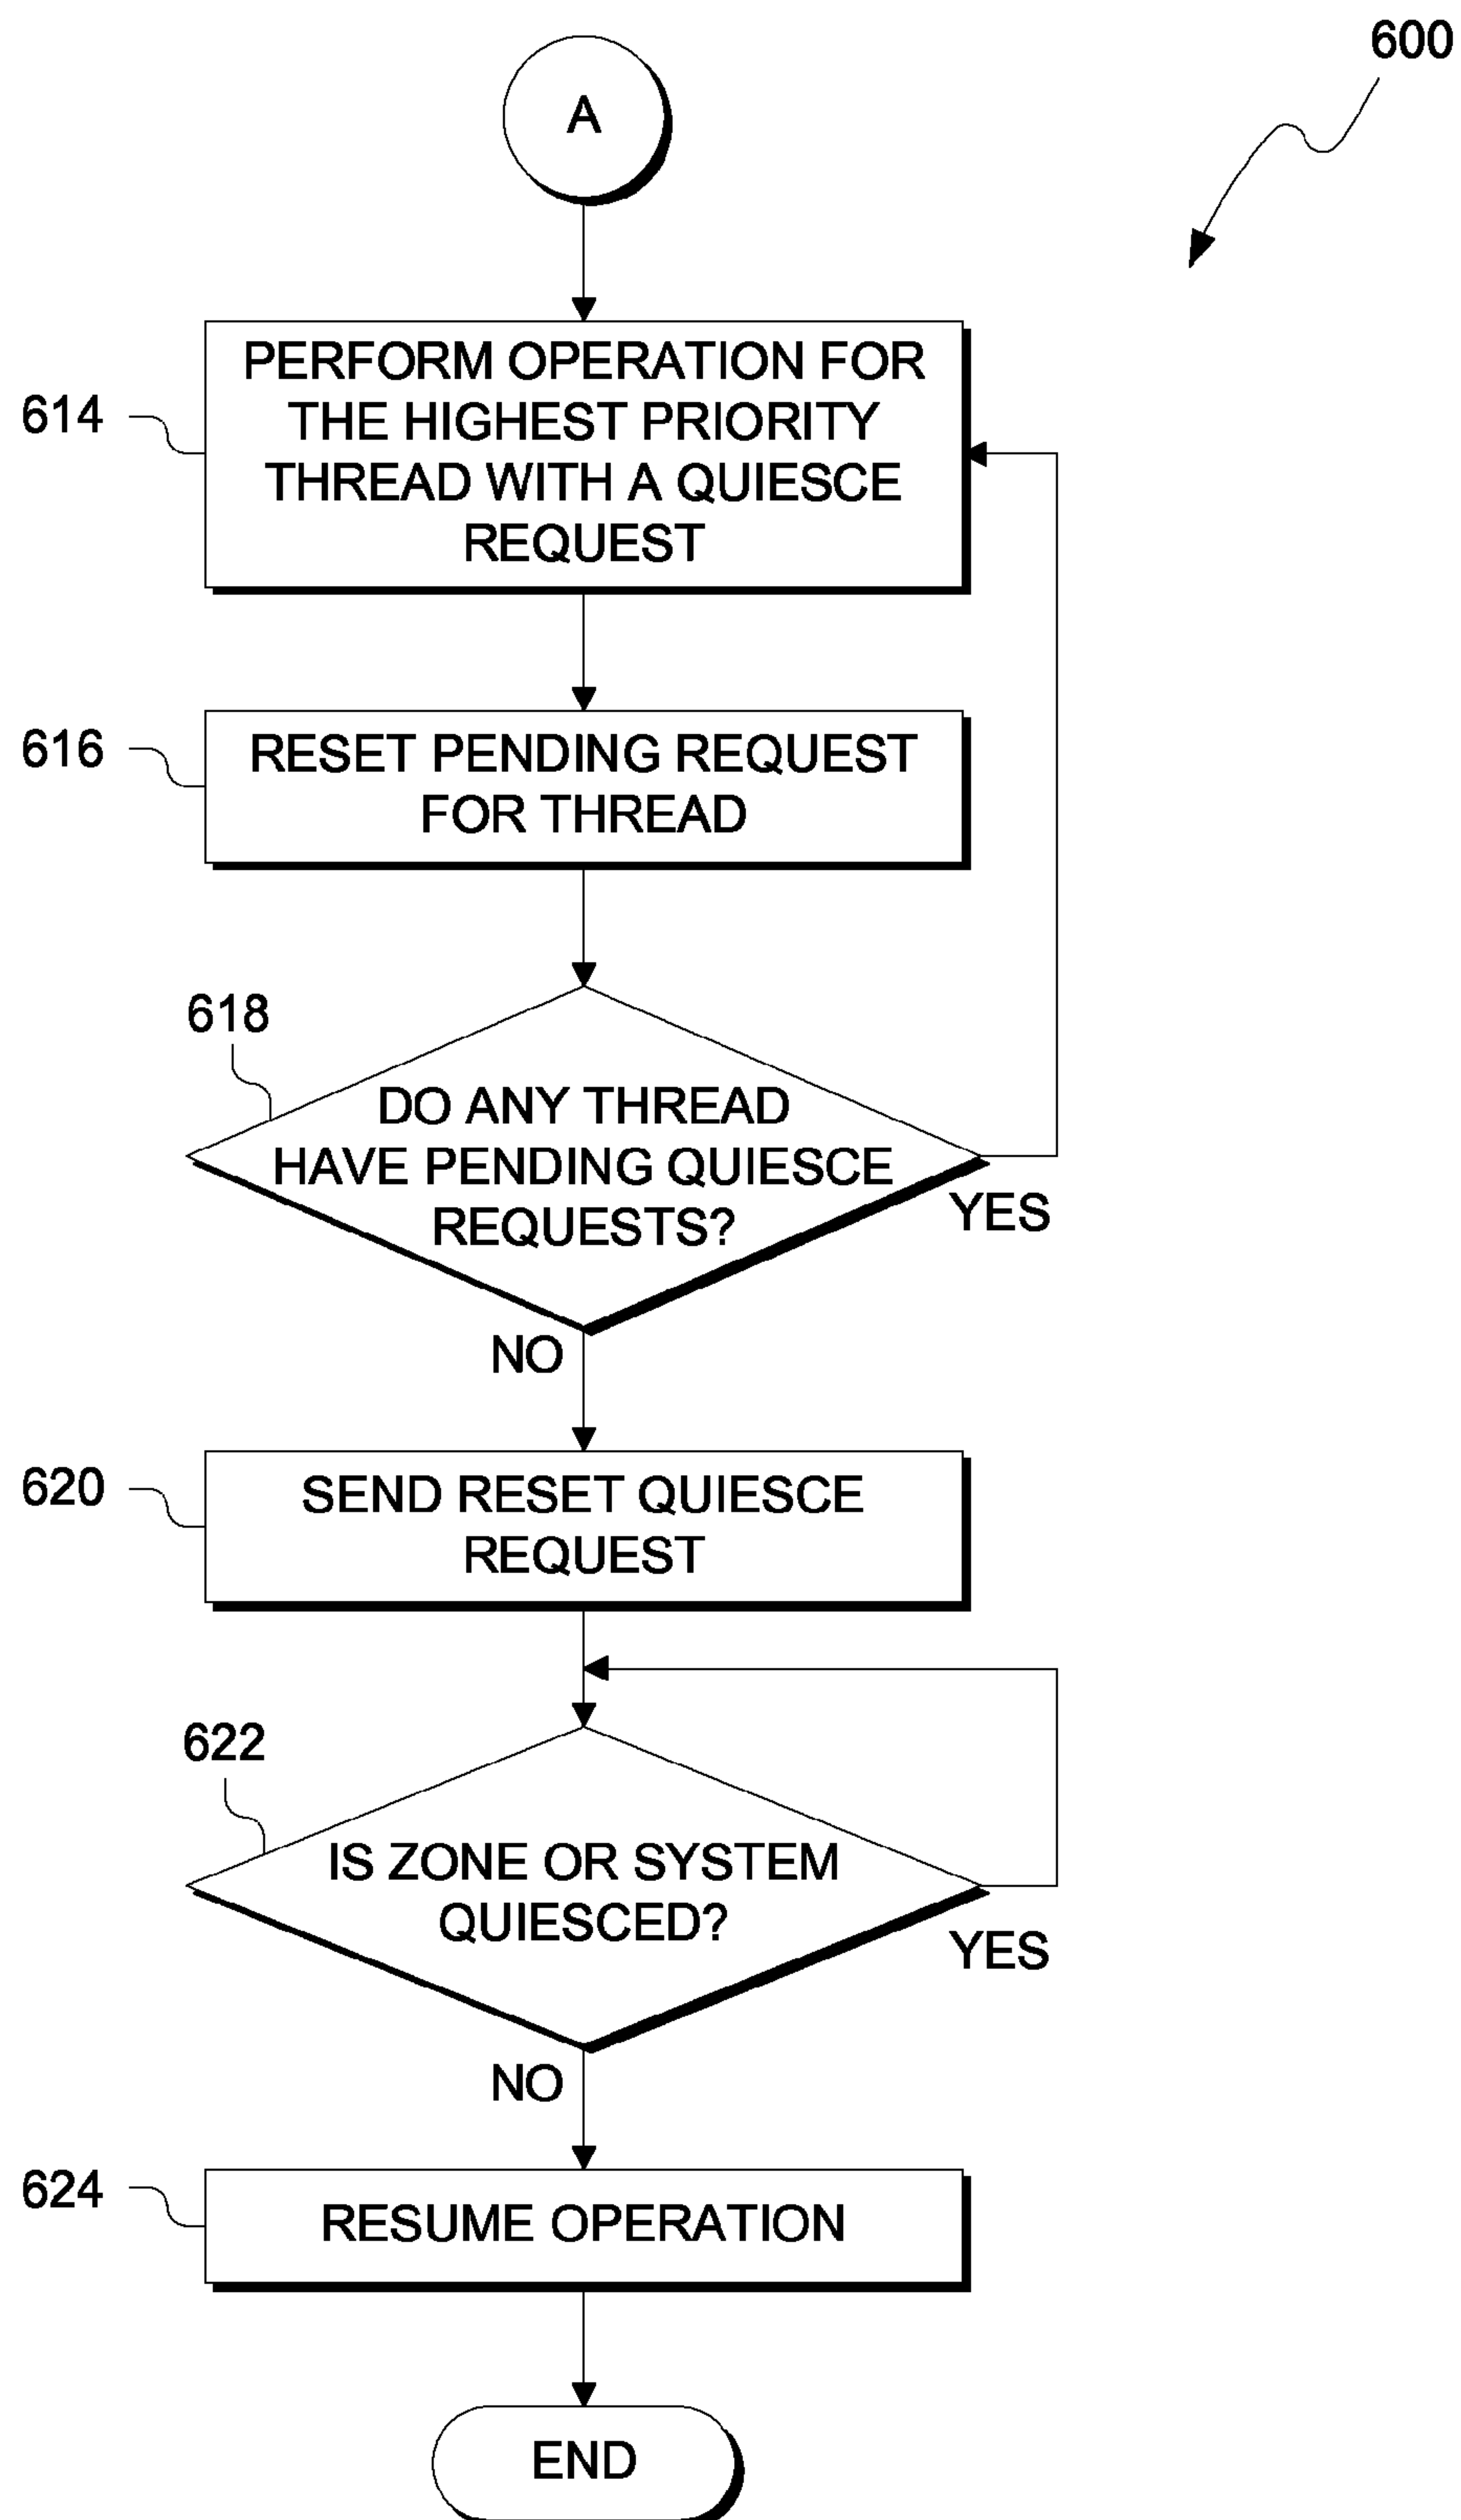 600
A
614
PERFORM OPERATION FOR
THE HIGHEST PRIORITY
THREAD WITH A QUIESCE
REQUEST
616
RESET PENDING REQUEST
FOR THREAD
618
DO ANY THREAD
HAVE PENDING QUIESCE
REQUESTS?
YES
NO
620
SEND RESET QUIESCE
REQUEST
622
IS ZONE OR SYSTEM
QUIESCED?
YES
NO
624
RESUME OPERATION
END